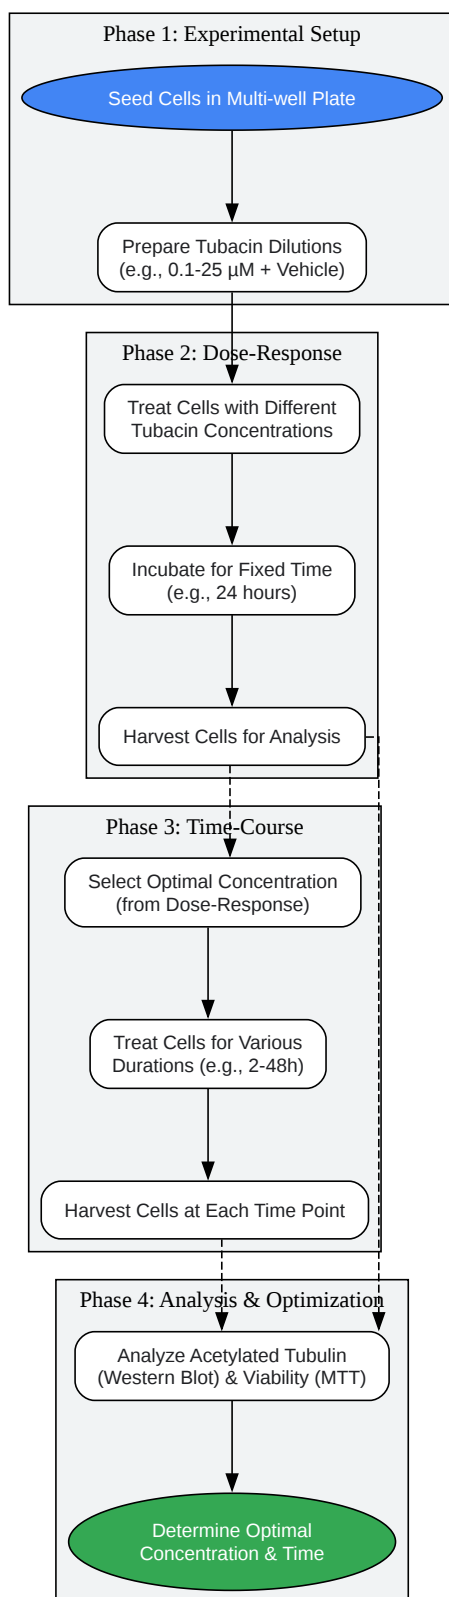 Phase 1: Experimental Setup
Seed Cells in Multi-well Plate
Prepare Tubacin Dilutions
(e.g., 0.1-25 µM + Vehicle)
Phase 2: Dose-Response
Treat Cells with Different
Tubacin Concentrations
Incubate for Fixed Time
(e.g., 24 hours)
Harvest Cells for Analysis
Phase 3: Time-Course
Select Optimal Concentration
(from Dose-Response)
Treat Cells for Various
Durations (e.g., 2-48h)
Harvest Cells at Each Time Point
Phase 4: Analysis & Optimization
Analyze Acetylated Tubulin
(Western Blot) & Viability (MTT)
Determine Optimal
Concentration & Time